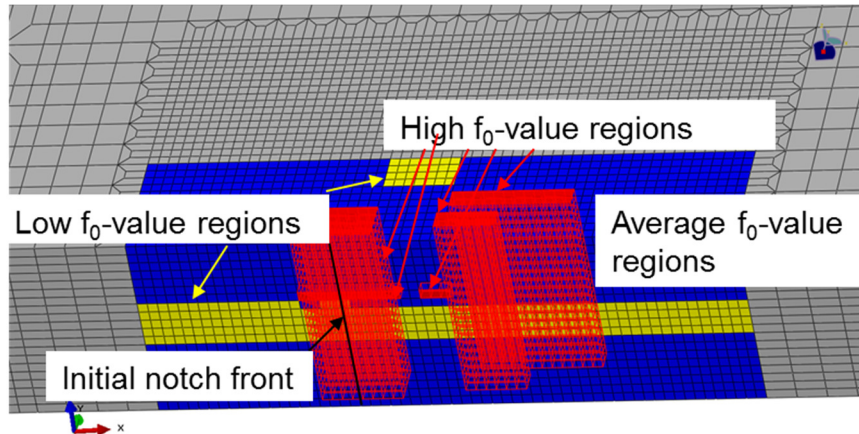 High f₀-value regions
Low f₀-value regions
Average f₀-value
regions
Initial notch front
Y
x